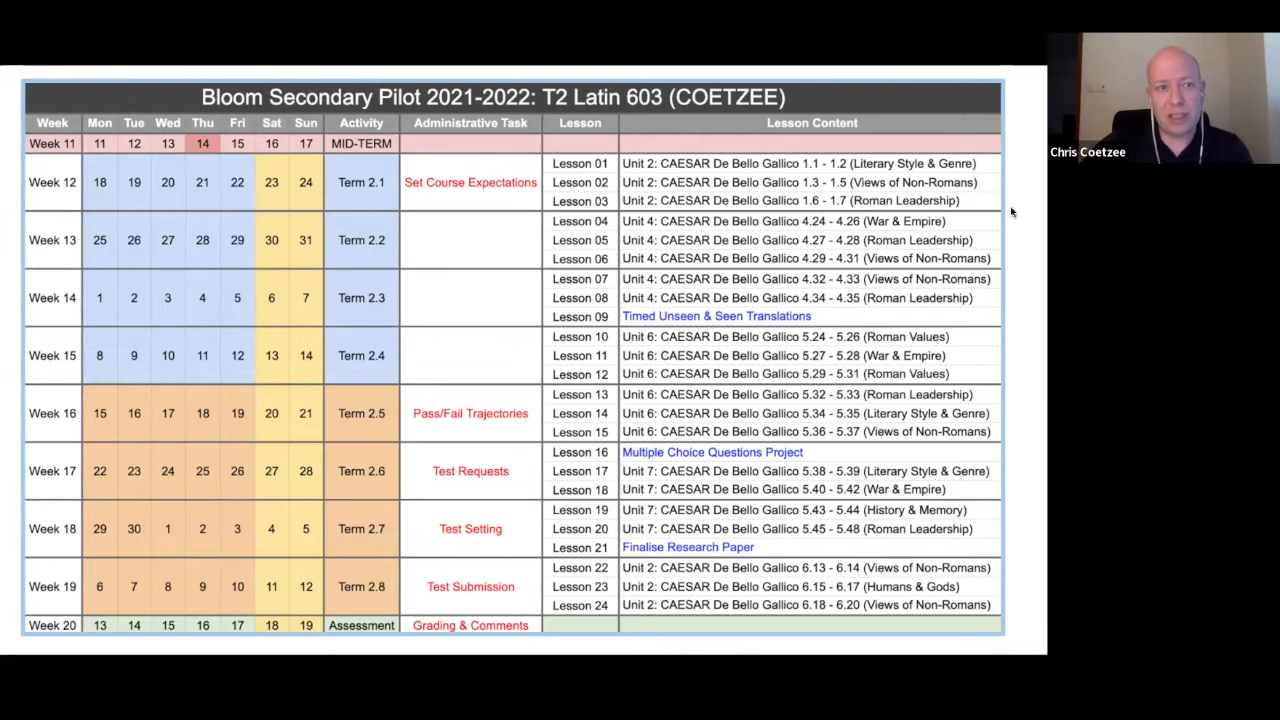 Bloom Secondary Pilot 2021-2022: T2 Latin 603 (COETZEE)
Week Mon Tue Wed Thu Fri Sat Sun Activity Administrative Task Lesson Lesson Content
Week 11 11 12 13 14 15 16 17 MID-TERM
Lesson 01 Unit 2: CAESAR De Bello Gallico 1.1 - 1.2 (Literary Style & Genre)
Week 12 18 19 20 21 22 23 24 Term 2.1 Set Course Expectations Lesson 02 Unit 2: CAESAR De Bello Gallico 1.3 - 1.5 (Views of Non-Romans)
Lesson 03 Unit 2: CAESAR De Bello Gallico 1.6 - 1.7 (Roman Leadership)
Lesson 04 Unit 4: CAESAR De Bello Gallico 4.24 - 4.26 (War & Empire)
Week 13 25 26 27 28 29 30 31 Term 2.2 Lesson 05 Unit 4: CAESAR De Bello Gallico 4.27 - 4.28 (Roman Leadership)
Lesson 06 Unit 4: CAESAR De Bello Gallico 4.29 - 4.31 (Views of Non-Romans)
Lesson 07 Unit 4: CAESAR De Bello Gallico 4.32 - 4.33 (Views of Non-Romans)
Week 14 1 2 3 4 5 6 7 Term 2.3 Lesson 08 Unit 4: CAESAR De Bello Gallico 4.34 - 4.35 (Roman Leadership)
Lesson 09 Timed Unseen & Seen Translations
Lesson 10 Unit 6: CAESAR De Bello Gallico 5.24 - 5.26 (Roman Values)
Week 15 8 9 10 11 12 13 14 Term 2.4 Lesson 11 Unit 6: CAESAR De Bello Gallico 5.27 - 5.28 (War & Empire)
Lesson 12 Unit 6: CAESAR De Bello Gallico 5.29 - 5.31 (Roman Values)
Lesson 13 Unit 6: CAESAR De Bello Gallico 5.32 - 5.33 (Roman Leadership)
Week 16 15 16 17 18 19 20 21 Term 2.5 Pass/Fail Trajectories Lesson 14 Unit 6: CAESAR De Bello Gallico 5.34 - 5.35 (Literary Style & Genre)
Lesson 15 Unit 6: CAESAR De Bello Gallico 5.36 - 5.37 (Views of Non-Romans)
Lesson 16 Multiple Choice Questions Project
Week 17 22 23 24 25 26 27 28 Term 2.6 Test Requests Lesson 17 Unit 7: CAESAR De Bello Gallico 5.38 - 5.39 (Literary Style & Genre)
Lesson 18 Unit 7: CAESAR De Bello Gallico 5.40 - 5.42 (War & Empire)
Lesson 19 Unit 7: CAESAR De Bello Gallico 5.43 - 5.44 (History & Memory)
Week 18 29 30 1 2 3 4 5 Term 2.7 Test Setting Lesson 20 Unit 7: CAESAR De Bello Gallico 5.45 - 5.48 (Roman Leadership)
Lesson 21 Finalise Research Paper
Lesson 22 Unit 2: CAESAR De Bello Gallico 6.13 - 6.14 (Views of Non-Romans)
Week 19 6 7 8 9 10 11 12 Term 2.8 Test Submission Lesson 23 Unit 2: CAESAR De Bello Gallico 6.15 - 6.17 (Humans & Gods)
Lesson 24 Unit 2: CAESAR De Bello Gallico 6.18 - 6.20 (Views of Non-Romans)
Week 20 13 14 15 16 17 18 19 Assessment Grading & Comments
Chris Coetzee